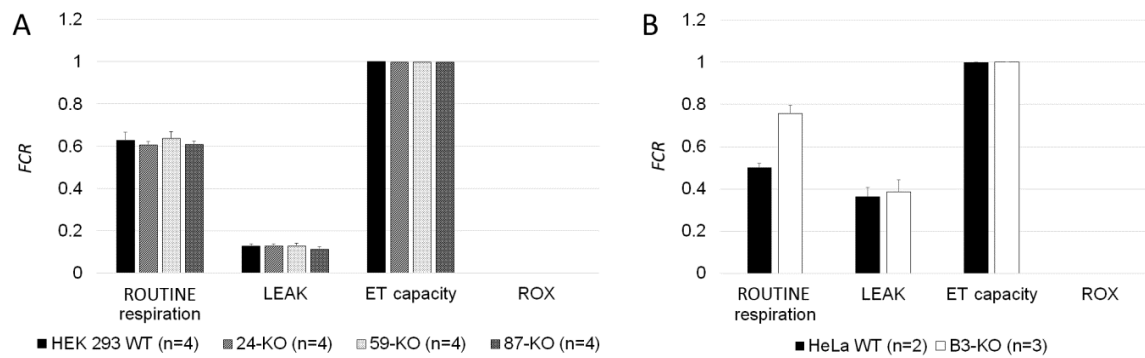 A
1.2
1
0.8
0.6
0.4
0.2
0
FCR
ROUTINE respiration
LEAK
ET capacity
ROX
HEK 293 WT (n=4)
24-KO (n=4)
59-KO (n=4)
87-KO (n=4)
B
1.2
1
0.8
0.6
0.4
0.2
0
FCR
ROUTINE
respiration
LEAK
ET capacity
ROX
HeLa WT (n=2)
B3-KO (n=3)